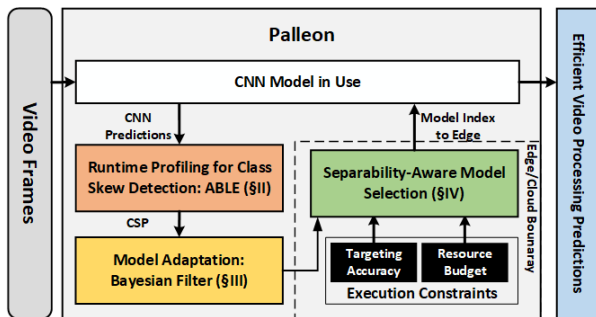 Palleon
Video Frames
CNN Model in Use
Efficient Video Processing Predictions
CNN
Predictions
Model Index
to Edge
Runtime Profiling for Class
Skew Detection: ABLE (§II)
Separability-Aware Model
Selection (§IV)
Edge/Cloud Bounaray
CSP
Model Adaptation:
Bayesian Filter (§III)
Targeting
Accuracy
Resource
Budget
Execution Constraints